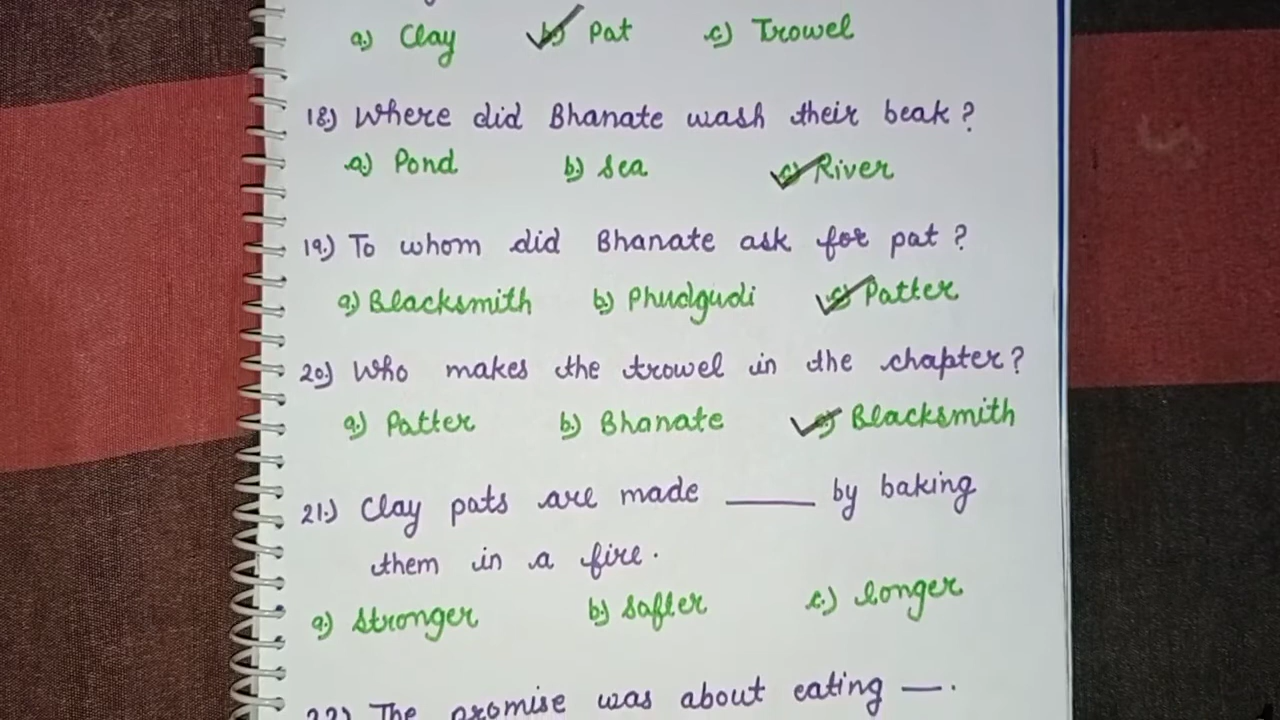 a) Clay b) Pat c) Trowel
18.) Where did Bhanate wash their beak?
a) Pond b.) Sea c) River
19.) To whom did Bhanate ask for pat?
a.) Blacksmith b) Phudgudi c) Patter
20.) Who makes the trowel in the chapter?
a.) Patter b.) Bhanate c) Blacksmith
21.) Clay pats are made ____ by baking
them in a fire.
a.) Stronger b.) Safter c.) longer
22) The promise was about eating __.